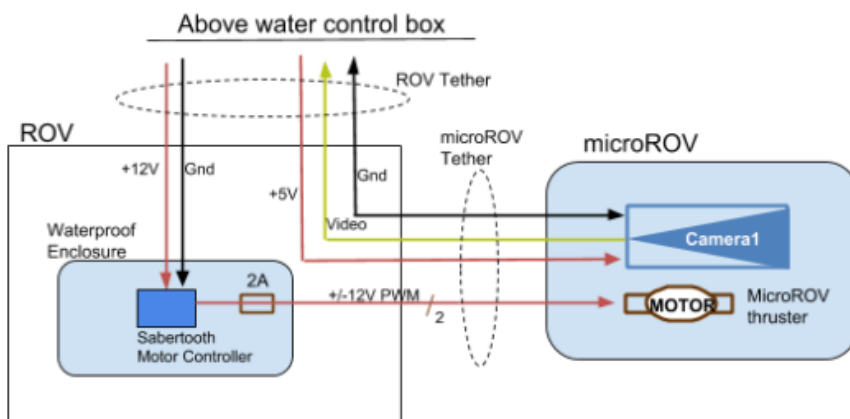 Above water control box
ROV Tether
ROV
microROV
Tether
microROV
+12V
Gnd
+5V
Gnd
Video
Waterproof
Enclosure
Camera1
2A
+/-12V PWM
2
MOTOR
MicroROV
thruster
Sabertooth
Motor Controller